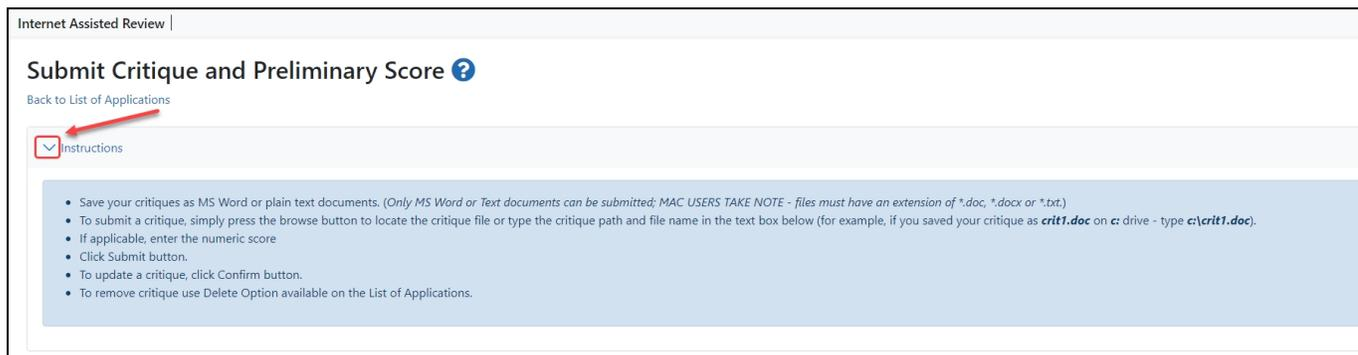 Internet Assisted Review
Submit Critique and Preliminary Score ?
Back to List of Applications
Instructions
Save your critiques as MS Word or plain text documents. (Only MS Word or Text documents can be submitted; MAC USERS TAKE NOTE - files must have an extension of *.doc, *.docx or *.txt.)
To submit a critique, simply press the browse button to locate the critique file or type the critique path and file name in the text box below (for example, if you saved your critique as crit1.doc on c: drive - type c:\crit1.doc).
If applicable, enter the numeric score
Click Submit button.
To update a critique, click Confirm button.
To remove critique use Delete Option available on the List of Applications.